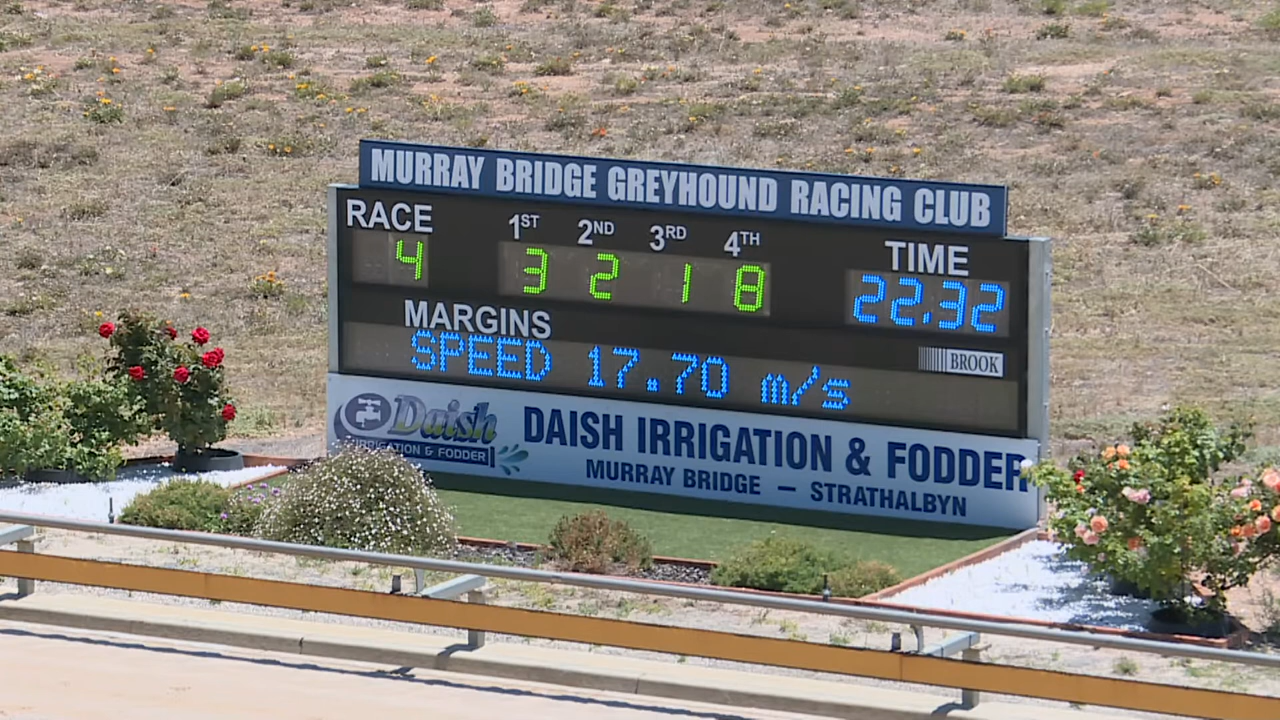 MURRAY BRIDGE GREYHOUND RACING CLUB
RACE 1ST 2ND 3RD 4TH TIME
4 3 2 1 8 22.32
MARGINS
BROOK
SPEED 17.70 m/s
Daish
IRRIGATION & FODDER
DAISH IRRIGATION & FODDER
MURRAY BRIDGE – STRATHALBYN